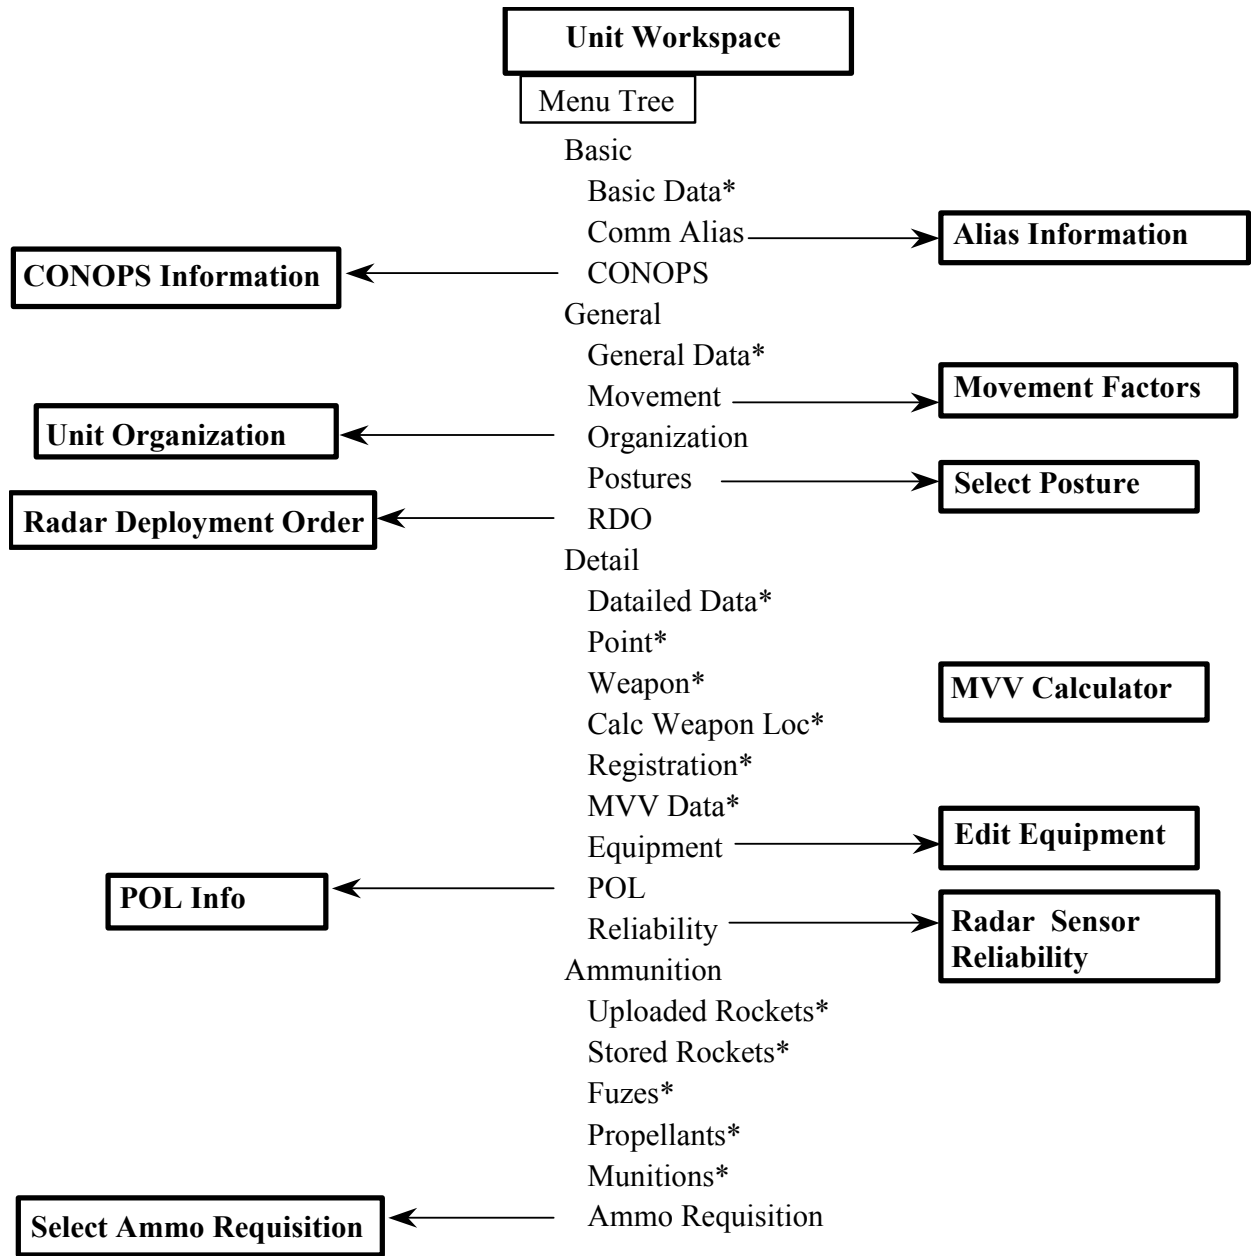 Unit Workspace
Menu Tree
Basic
Basic Data*
Comm Alias
Alias Information
CONOPS Information
CONOPS
General
General Data*
Movement
Movement Factors
Unit Organization
Organization
Postures
Select Posture
Radar Deployment Order
RDO
Detail
Datailed Data*
Point*
Weapon*
MVV Calculator
Calc Weapon Loc*
Registration*
MVV Data*
Equipment
Edit Equipment
POL Info
POL
Reliability
Radar Sensor
Reliability
Ammunition
Uploaded Rockets*
Stored Rockets*
Fuzes*
Propellants*
Munitions*
Select Ammo Requisition
Ammo Requisition